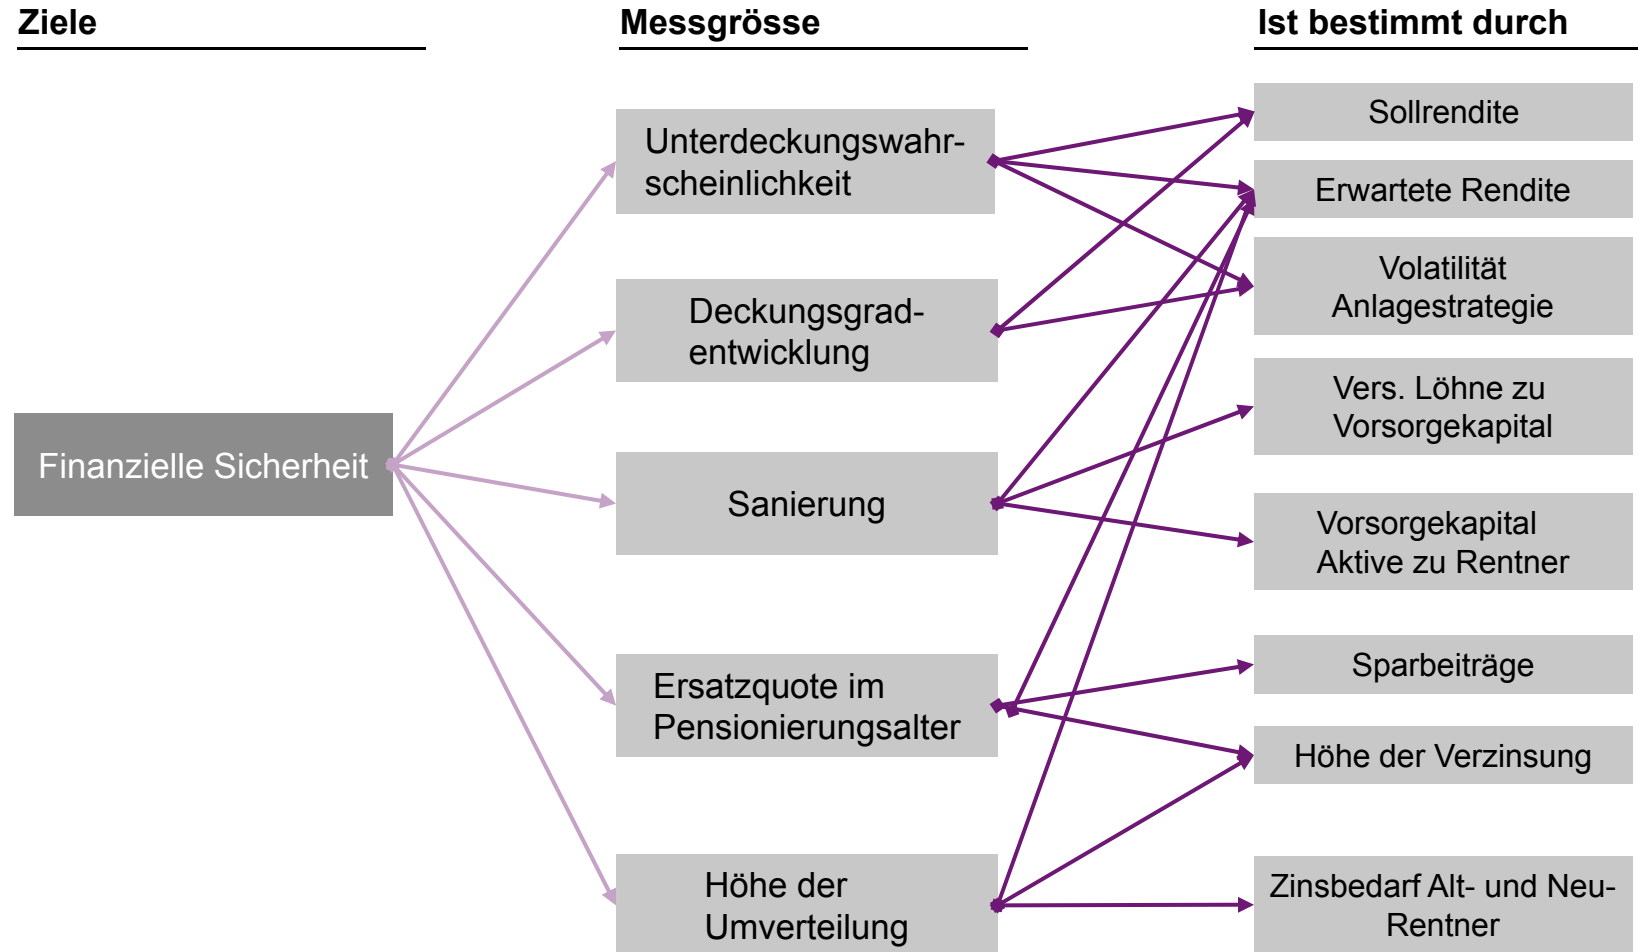 Ziele
Messgrösse
Ist bestimmt durch
Finanzielle Sicherheit
Unterdeckungswahr-
scheinlichkeit
Deckungsgrad-
entwicklung
Sanierung
Ersatzquote im
Pensionierungsalter
Höhe der
Umverteilung
Sollrendite
Erwartete Rendite
Volatilität
Anlagestrategie
Vers. Löhne zu
Vorsorgekapital
Vorsorgekapital
Aktive zu Rentner
Sparbeiträge
Höhe der Verzinsung
Zinsbedarf Alt- und Neu-
Rentner